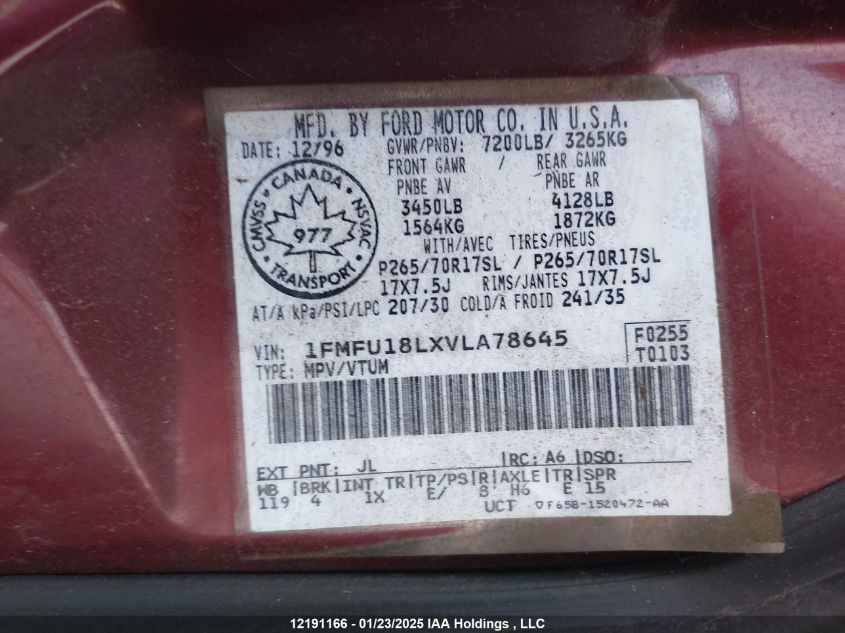 MFD. BY FORD MOTOR CO. IN U.S.A.
DATE: 12/96 GVWR/PNBV: 7200LB/ 3265KG
FRONT GAWR / REAR GAWR
PNBE AV PNBE AR
3450LB 4128LB
1564KG 1872KG
CANADA
CMVSS 977 NSVAC
TRANSPORT
WITH/AVEC TIRES/PNEUS
P265/70R17SL / P265/70R17SL
17X7.5J RIMS/JANTES 17X7.5J
AT/A kPa/PSI/LPC 207/30 COLD/A FROID 241/35
VIN: 1FMFU18LXVLA78645 F0255
TYPE: MPV/VTUM T0103
EXT PNT: JL RC: A6 DSO:
WB BRK INT TR TP/PS R AXLE TR SPR
119 4 1X E/ 8 H6 E 15
UCT F65B-1520472-AA
12191166 - 01/23/2025 IAA Holdings , LLC